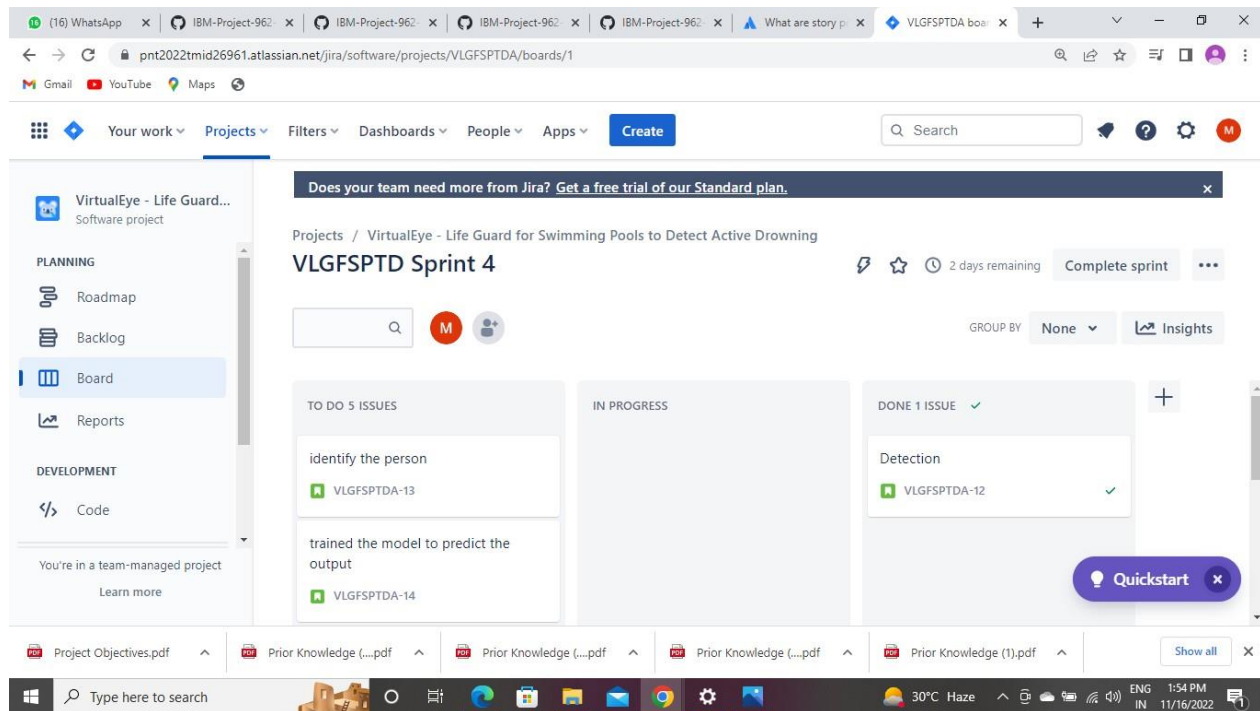 16 (16) WhatsApp IBM-Project-962- IBM-Project-962- IBM-Project-962- IBM-Project-962- What are story p VLGFSPTDA boar
pnt2022tmid26961.atlassian.net/jira/software/projects/VLGFSPTDA/boards/1
Gmail YouTube Maps
Your work Projects Filters Dashboards People Apps Create Search M
Does your team need more from Jira? Get a free trial of our Standard plan.
VirtualEye - Life Guard...
Software project
Projects / VirtualEye - Life Guard for Swimming Pools to Detect Active Drowning
VLGFSPTD Sprint 4
2 days remaining Complete sprint
PLANNING
Roadmap
Backlog
Board
Reports
DEVELOPMENT
Code
You're in a team-managed project
Learn more
M
GROUP BY None Insights
TO DO 5 ISSUES
identify the person
VLGFSPTDA-13
trained the model to predict the
output
VLGFSPTDA-14
IN PROGRESS
DONE 1 ISSUE
Detection
VLGFSPTDA-12
Quickstart
Project Objectives.pdf Prior Knowledge (....pdf Prior Knowledge (....pdf Prior Knowledge (....pdf Prior Knowledge (1).pdf Show all
Type here to search 30°C Haze ENG 1:54 PM
IN 11/16/2022